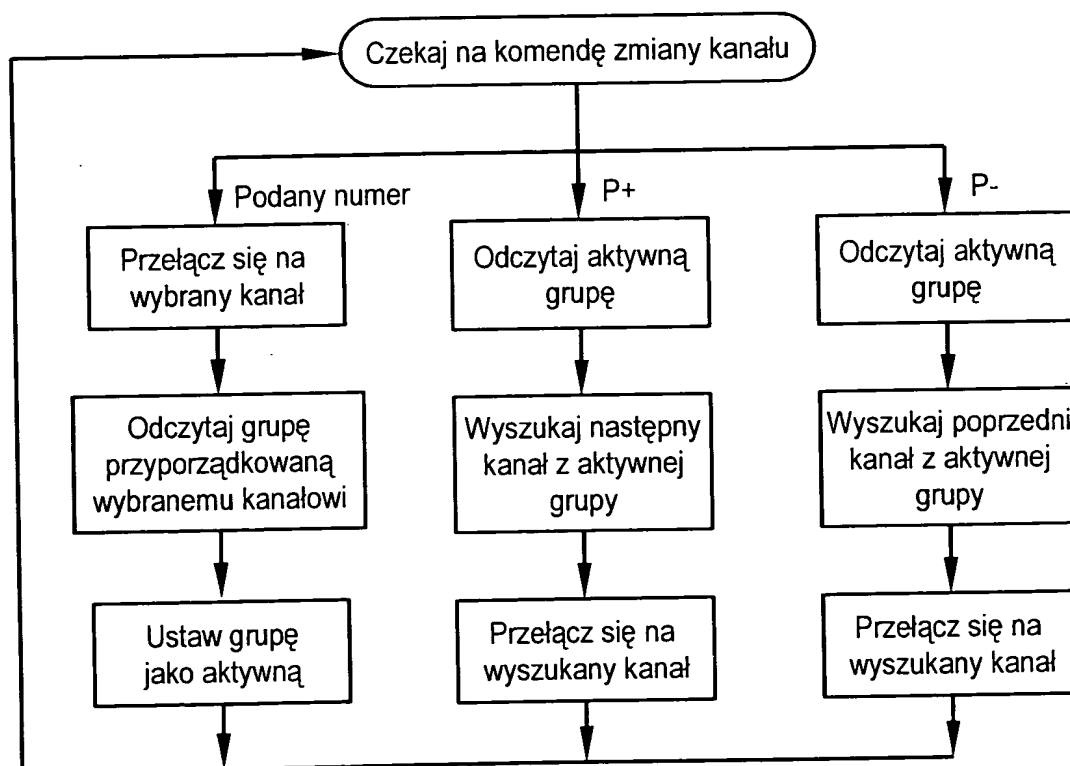 Czekaj na komendę zmiany kanału
Podany numer
P+
P-
Przełącz się na
wybrany kanał
Odczytaj aktywną
grupę
Odczytaj aktywną
grupę
Odczytaj grupę
przyporządkowaną
wybranemu kanałowi
Wyszukaj następny
kanał z aktywnej
grupy
Wyszukaj poprzedni
kanał z aktywnej
grupy
Ustaw grupę
jako aktywną
Przełącz się na
wyszukany kanał
Przełącz się na
wyszukany kanał